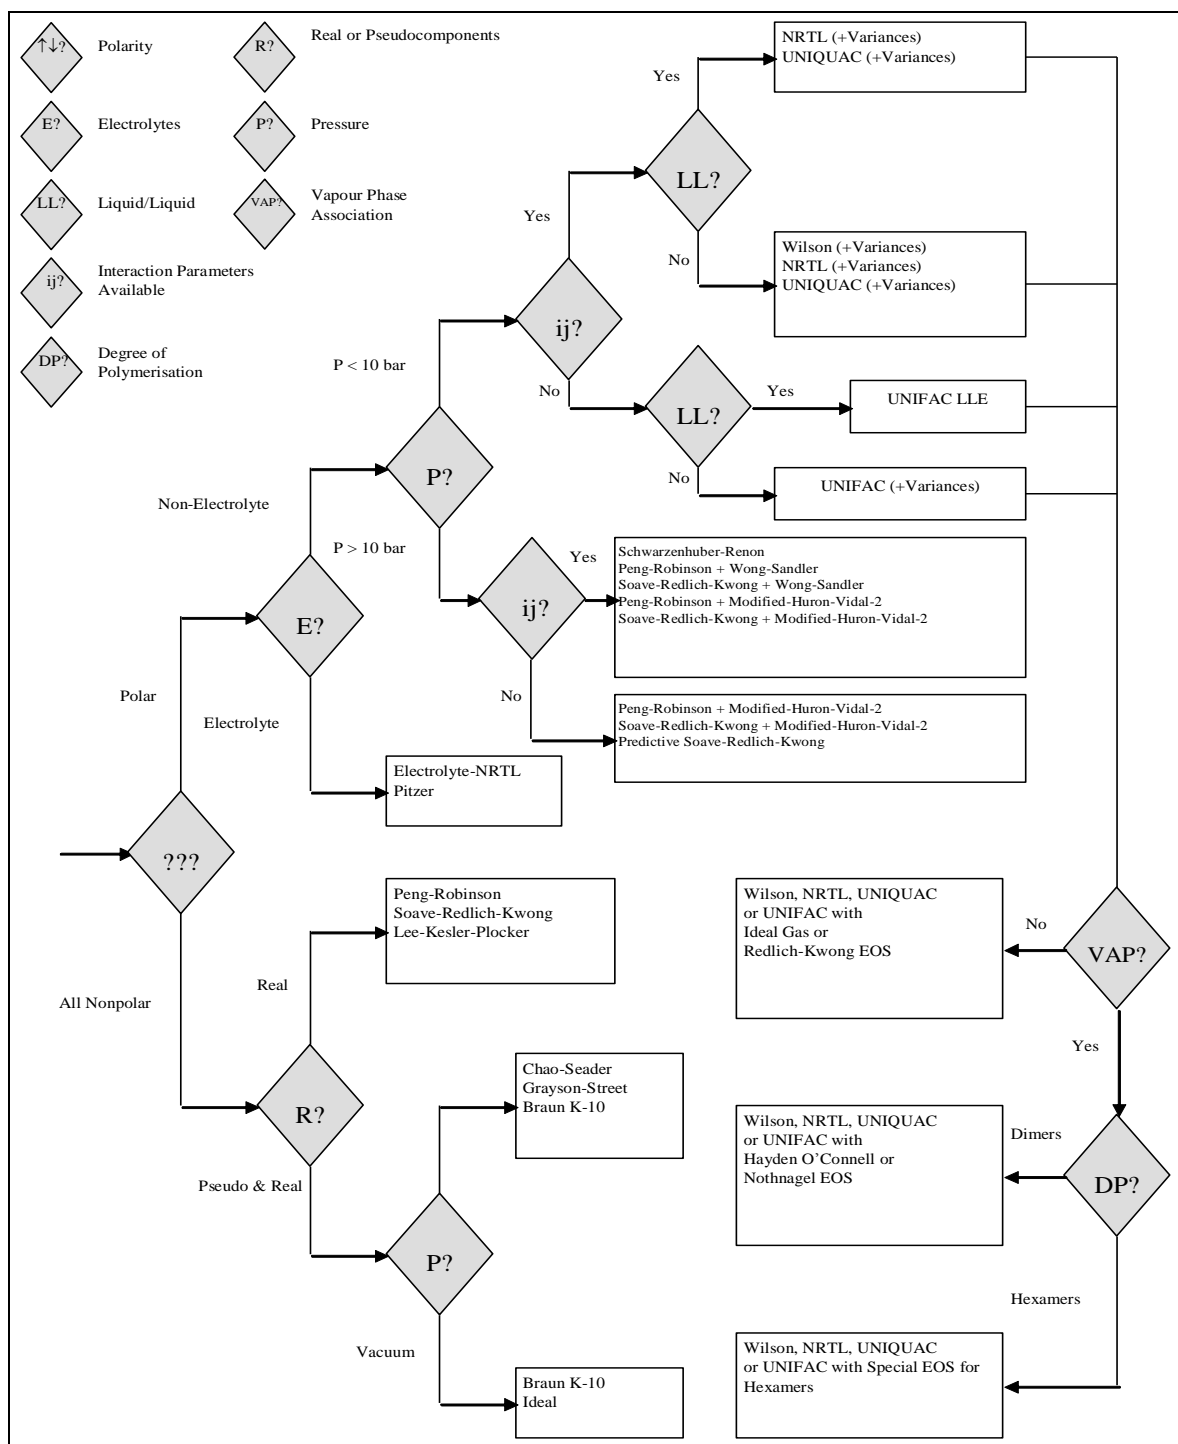 ↑↓?
Polarity
R?
Real or Pseudocomponents
E?
Electrolytes
P?
Pressure
LL?
Liquid/Liquid
VAP?
Vapour Phase
Association
ij?
Interaction Parameters
Available
DP?
Degree of
Polymerisation
NRTL (+Variances)
UNIQUAC (+Variances)
Yes
LL?
Yes
No
Wilson (+Variances)
NRTL (+Variances)
UNIQUAC (+Variances)
ij?
P < 10 bar
No
LL?
Yes
UNIFAC LLE
No
UNIFAC (+Variances)
P?
Non-Electrolyte
P > 10 bar
ij?
Yes
Schwarzenhuber-Renon
Peng-Robinson + Wong-Sandler
Soave-Redlich-Kwong + Wong-Sandler
Peng-Robinson + Modified-Huron-Vidal-2
Soave-Redlich-Kwong + Modified-Huron-Vidal-2
No
Peng-Robinson + Modified-Huron-Vidal-2
Soave-Redlich-Kwong + Modified-Huron-Vidal-2
Predictive Soave-Redlich-Kwong
E?
Polar
Electrolyte
Electrolyte-NRTL
Pitzer
???
Peng-Robinson
Soave-Redlich-Kwong
Lee-Kesler-Plocker
All Nonpolar
Real
R?
Chao-Seader
Grayson-Street
Braun K-10
Pseudo & Real
P?
Vacuum
Braun K-10
Ideal
Wilson, NRTL, UNIQUAC
or UNIFAC with
Ideal Gas or
Redlich-Kwong EOS
No
VAP?
Yes
Wilson, NRTL, UNIQUAC
or UNIFAC with
Hayden O’Connell or
Nothnagel EOS
Dimers
DP?
Hexamers
Wilson, NRTL, UNIQUAC
or UNIFAC with Special EOS for
Hexamers